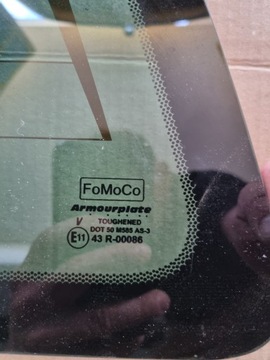 FoMoCo
Armourplate
V TOUGHENED
DOT 50 M585 AS-3
E11 43 R-00086